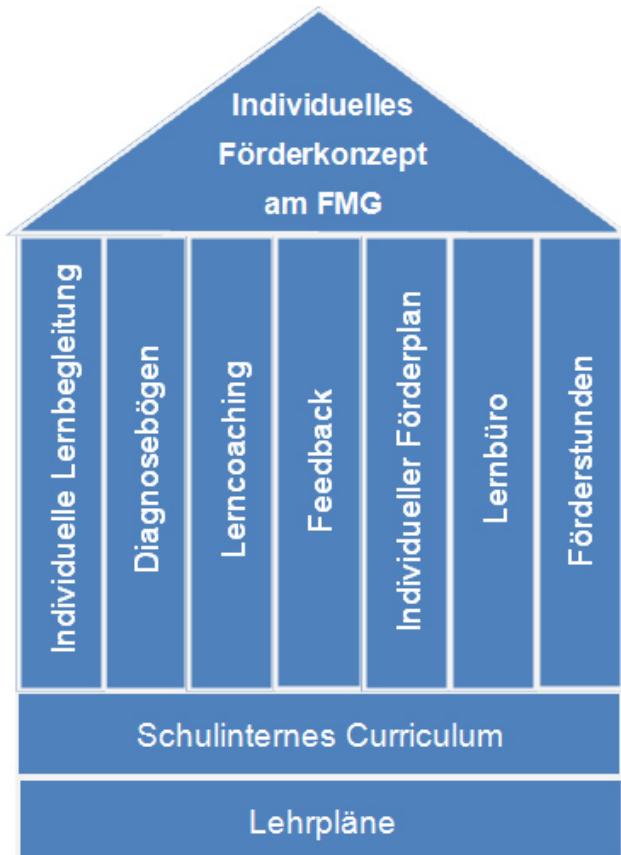 Individuelles
Förderkonzept
am FMG
Individuelle Lernbegleitung
Diagnosebögen
Lerncoaching
Feedback
Individueller Förderplan
Lernbüro
Förderstunden
Schulinternes Curriculum
Lehrpläne